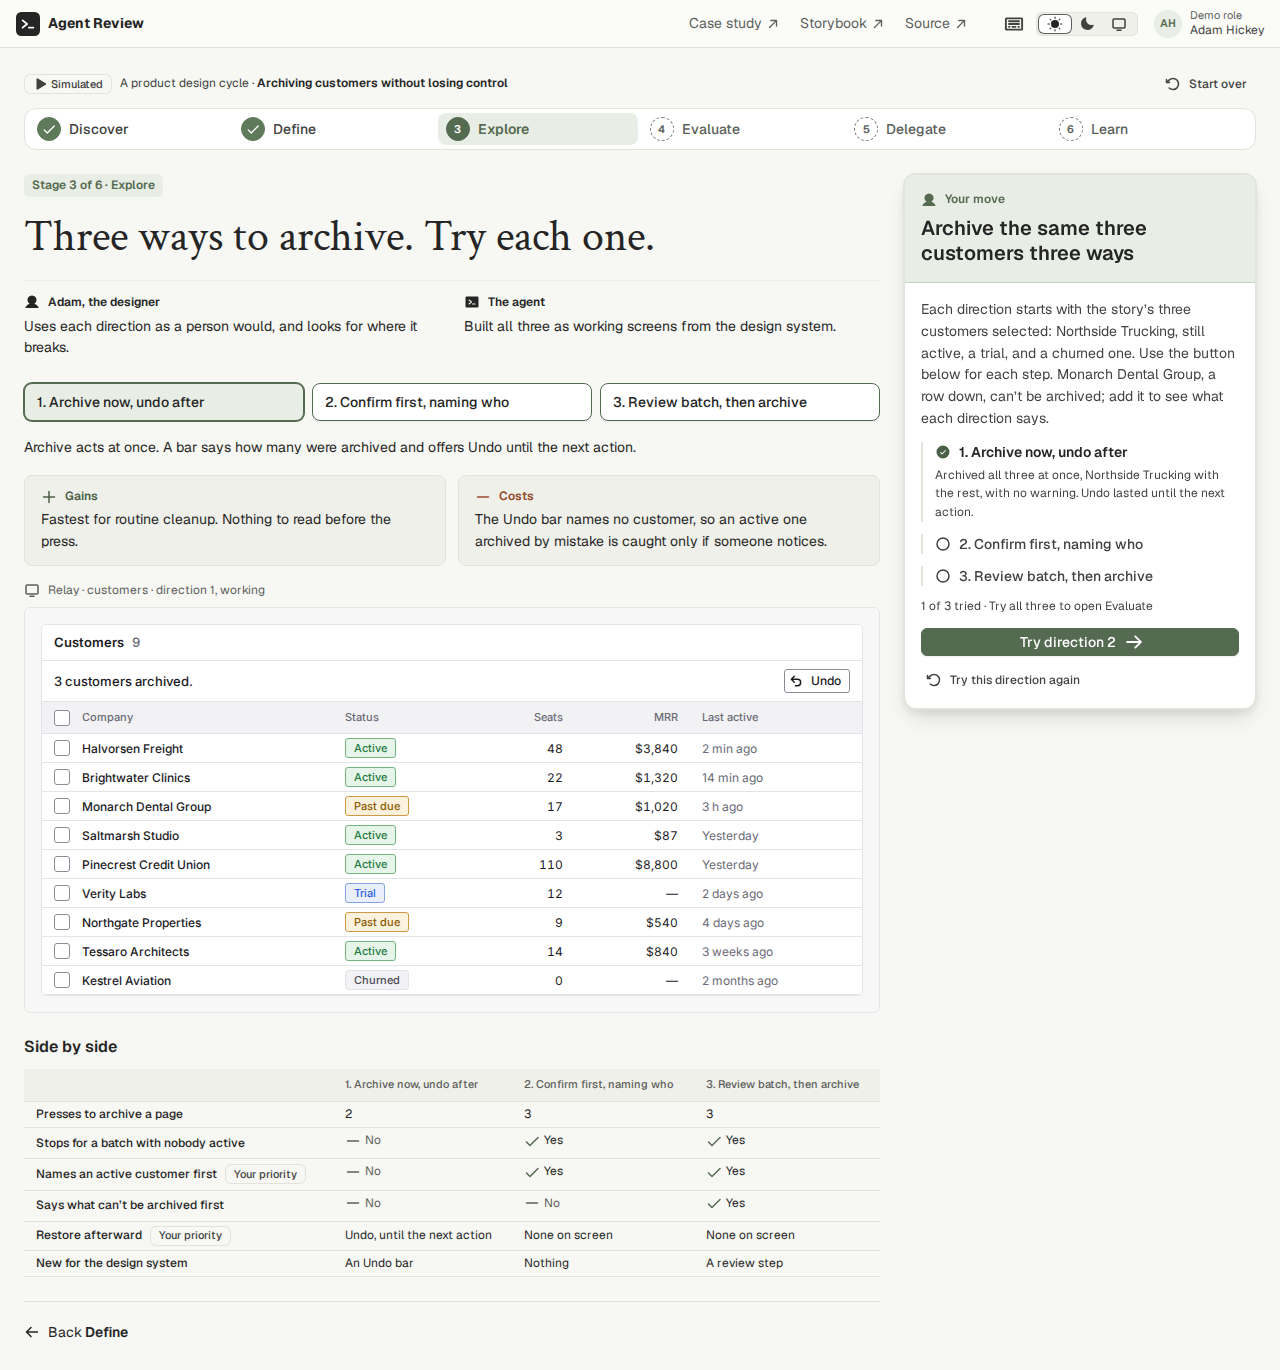 Agent Review
Case study ↗ Storybook ↗ Source ↗
AH
Demo role
Adam Hickey
Simulated
A product design cycle · Archiving customers without losing control
Start over
Discover
Define
3 Explore
4 Evaluate
5 Delegate
6 Learn
Stage 3 of 6 · Explore
Three ways to archive. Try each one.
Adam, the designer
Uses each direction as a person would, and looks for where it
breaks.
The agent
Built all three as working screens from the design system.
1. Archive now, undo after
2. Confirm first, naming who
3. Review batch, then archive
Archive acts at once. A bar says how many were archived and offers Undo until the next action.
Gains
Fastest for routine cleanup. Nothing to read before the
press.
Costs
The Undo bar names no customer, so an active one
archived by mistake is caught only if someone notices.
Relay · customers · direction 1, working
Customers 9
3 customers archived.
Undo
Company Status Seats MRR Last active
Halvorsen Freight Active 48 $3,840 2 min ago
Brightwater Clinics Active 22 $1,320 14 min ago
Monarch Dental Group Past due 17 $1,020 3 h ago
Saltmarsh Studio Active 3 $87 Yesterday
Pinecrest Credit Union Active 110 $8,800 Yesterday
Verity Labs Trial 12 — 2 days ago
Northgate Properties Past due 9 $540 4 days ago
Tessaro Architects Active 14 $840 3 weeks ago
Kestrel Aviation Churned 0 — 2 months ago
Side by side
1. Archive now, undo after 2. Confirm first, naming who 3. Review batch, then archive
Presses to archive a page 2 3 3
Stops for a batch with nobody active — No Yes Yes
Names an active customer first Your priority — No Yes Yes
Says what can't be archived first — No — No Yes
Restore afterward Your priority Undo, until the next action None on screen None on screen
New for the design system An Undo bar Nothing A review step
← Back Define
Your move
Archive the same three
customers three ways
Each direction starts with the story's three
customers selected: Northside Trucking, still
active, a trial, and a churned one. Use the button
below for each step. Monarch Dental Group, a
row down, can't be archived; add it to see what
each direction says.
1. Archive now, undo after
Archived all three at once, Northside Trucking with
the rest, with no warning. Undo lasted until the next
action.
2. Confirm first, naming who
3. Review batch, then archive
1 of 3 tried · Try all three to open Evaluate
Try direction 2 →
Try this direction again